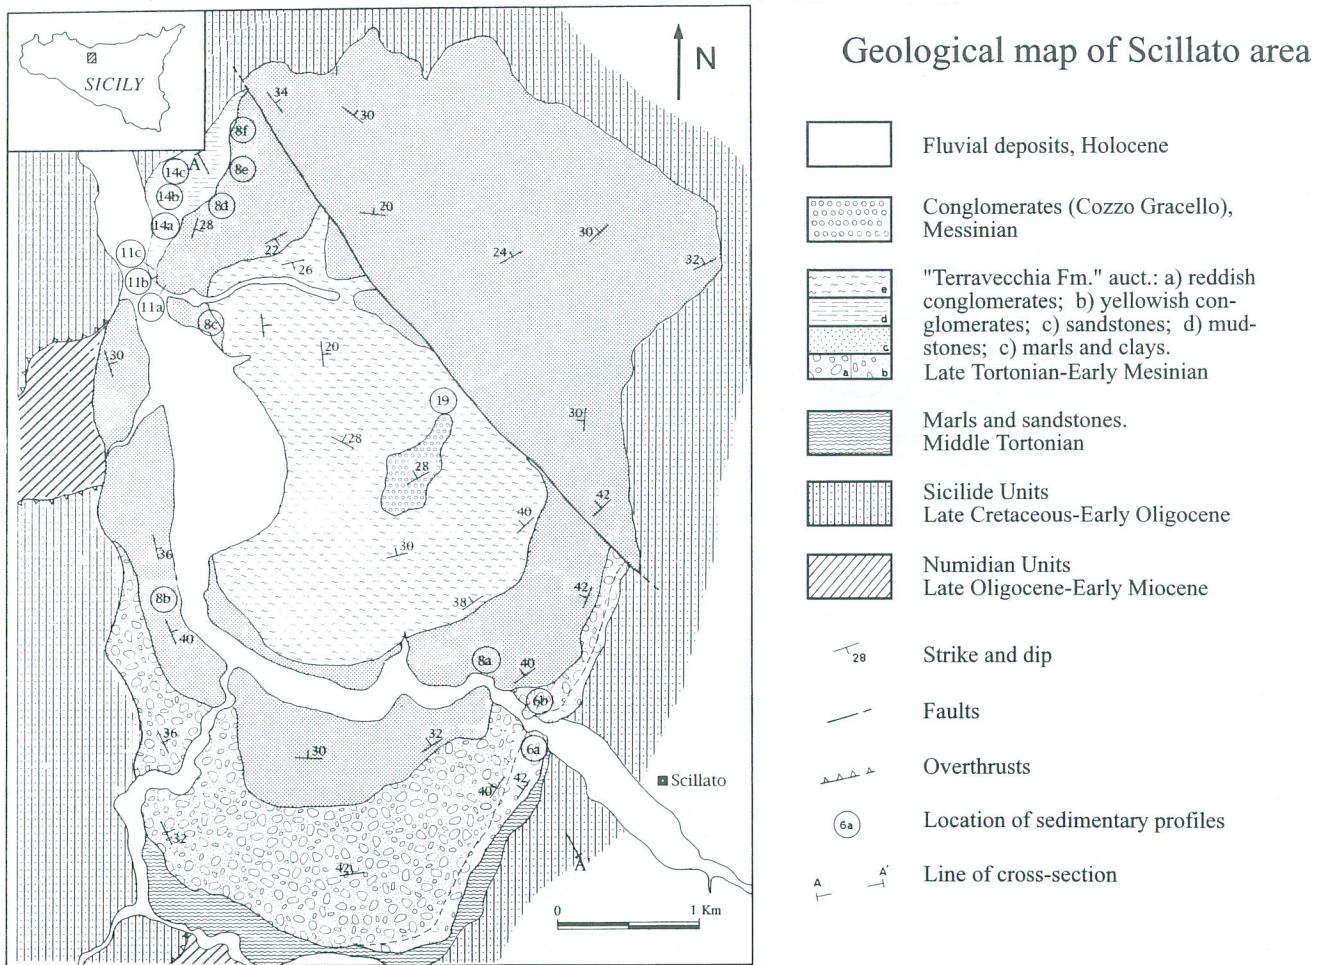 Geological map of Scillato area
SICILY
N
34
30
8f
A
14c
8e
14b
8d
20
14a
28
30
22
24
32
11c
26
11b
11a
8c
30
20
19
30
28
28
42
40
36
30
42
8b
38
40
8a
40
6b
36
32
30
6a
Scillato
42
40
32
42
A
0
1 Km
Fluvial deposits, Holocene
Conglomerates (Cozzo Gracello),
Messinian
e
d
c
a
b
"Terravecchia Fm." auct.: a) reddish
conglomerates; b) yellowish con-
glomerates; c) sandstones; d) mud-
stones; c) marls and clays.
Late Tortonian-Early Mesinian
Marls and sandstones.
Middle Tortonian
Sicilide Units
Late Cretaceous-Early Oligocene
Numidian Units
Late Oligocene-Early Miocene
28
Strike and dip
Faults
Overthrusts
6a
Location of sedimentary profiles
A
A'
Line of cross-section